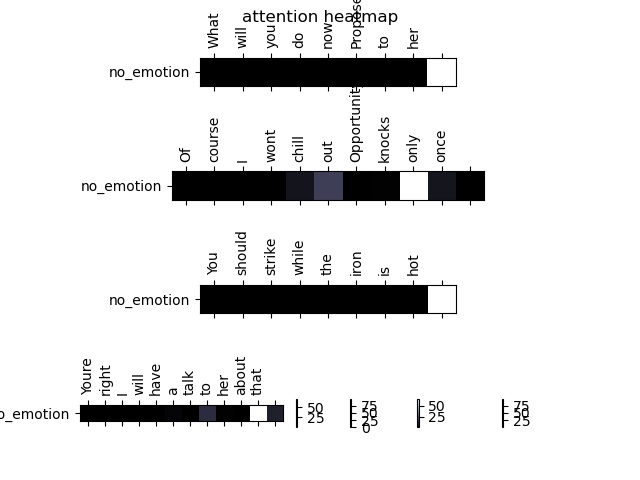 attention heatmap
What will you do now Propose to her
no_emotion
Of course I wont chill out Opportunity knocks only once
no_emotion
You should strike while the iron is hot
no_emotion
Youre right I will have a talk to her about that
no_emotion
50 25
75 50 25 0
50 25
75 50 25